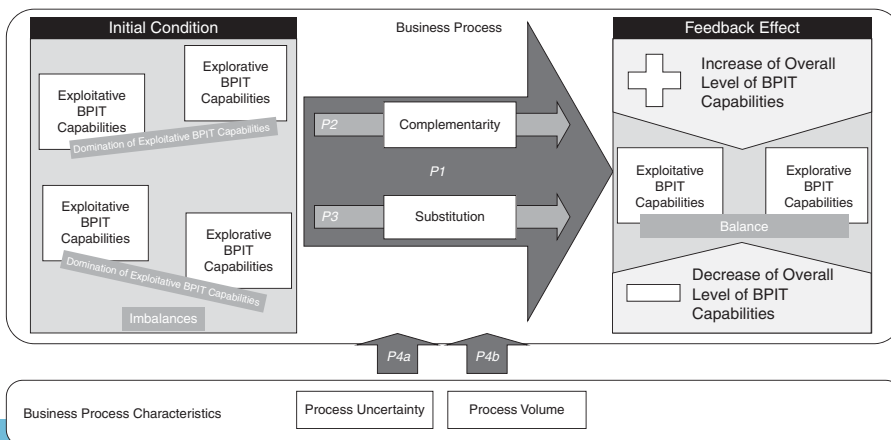 Initial Condition
Exploitative
BPIT
Capabilities
Explorative
BPIT
Capabilities
Domination of Exploitative BPIT Capabilities
Exploitative
BPIT
Capabilities
Explorative
BPIT
Capabilities
Domination of Exploitative BPIT Capabilities
Imbalances
Business Process
P2
Complementarity
P1
P3
Substitution
Feedback Effect
Increase of Overall
Level of BPIT
Capabilities
Exploitative
BPIT
Capabilities
Explorative
BPIT
Capabilities
Balance
Decrease of Overall
Level of BPIT
Capabilities
P4a
P4b
Business Process Characteristics
Process Uncertainty
Process Volume